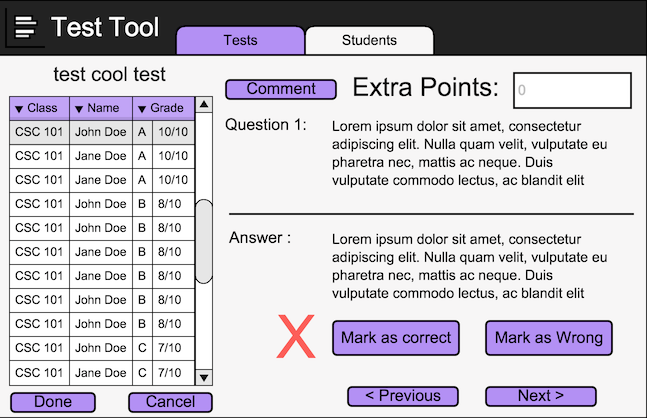 Test Tool
Tests
Students
test cool test
▼ Class ▼ Name ▼ Grade
CSC 101 John Doe A 10/10
CSC 101 Jane Doe A 10/10
CSC 101 Jane Doe A 10/10
CSC 101 John Doe B 8/10
CSC 101 Jane Doe B 8/10
CSC 101 Jane Doe B 8/10
CSC 101 Jane Doe B 8/10
CSC 101 John Doe B 8/10
CSC 101 John Doe B 8/10
CSC 101 John Doe C 7/10
CSC 101 Jane Doe C 7/10
Done
Cancel
Comment
Extra Points:
0
Question 1:
Lorem ipsum dolor sit amet, consectetur
adipiscing elit. Nulla quam velit, vulputate eu
pharetra nec, mattis ac neque. Duis
vulputate commodo lectus, ac blandit elit
Answer :
Lorem ipsum dolor sit amet, consectetur
adipiscing elit. Nulla quam velit, vulputate eu
pharetra nec, mattis ac neque. Duis
vulputate commodo lectus, ac blandit elit
X
Mark as correct
Mark as Wrong
< Previous
Next >